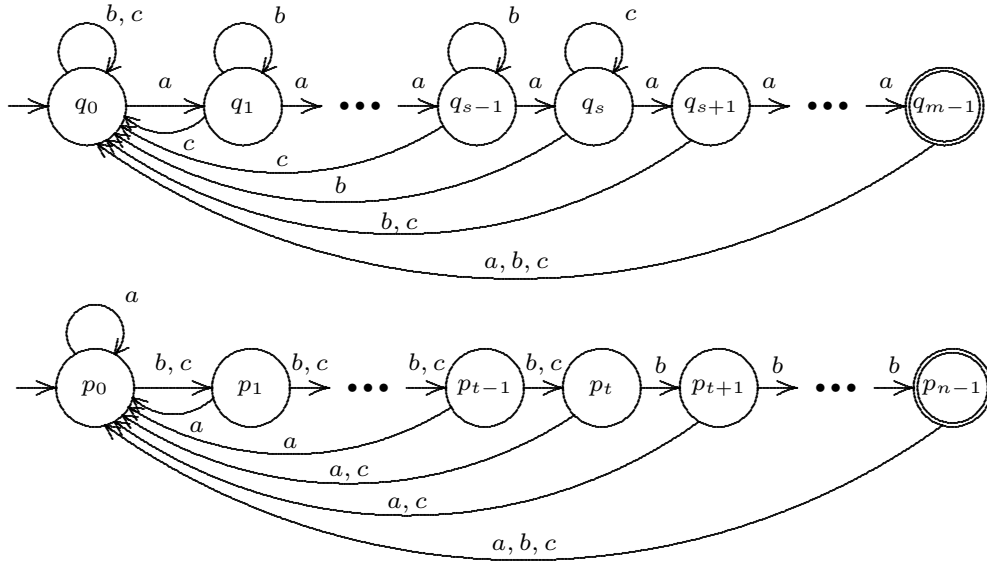 b, c b b c
a a a a a a a
q₀ q₁ ••• qₛ₋₁ qₛ qₛ₊₁ ••• qₘ₋₁
c
c
b
b, c
a, b, c
a
b, c b, c b, c b, c b b b
p₀ p₁ ••• pₜ₋₁ pₜ pₜ₊₁ ••• pₙ₋₁
a
a
a, c
a, c
a, b, c